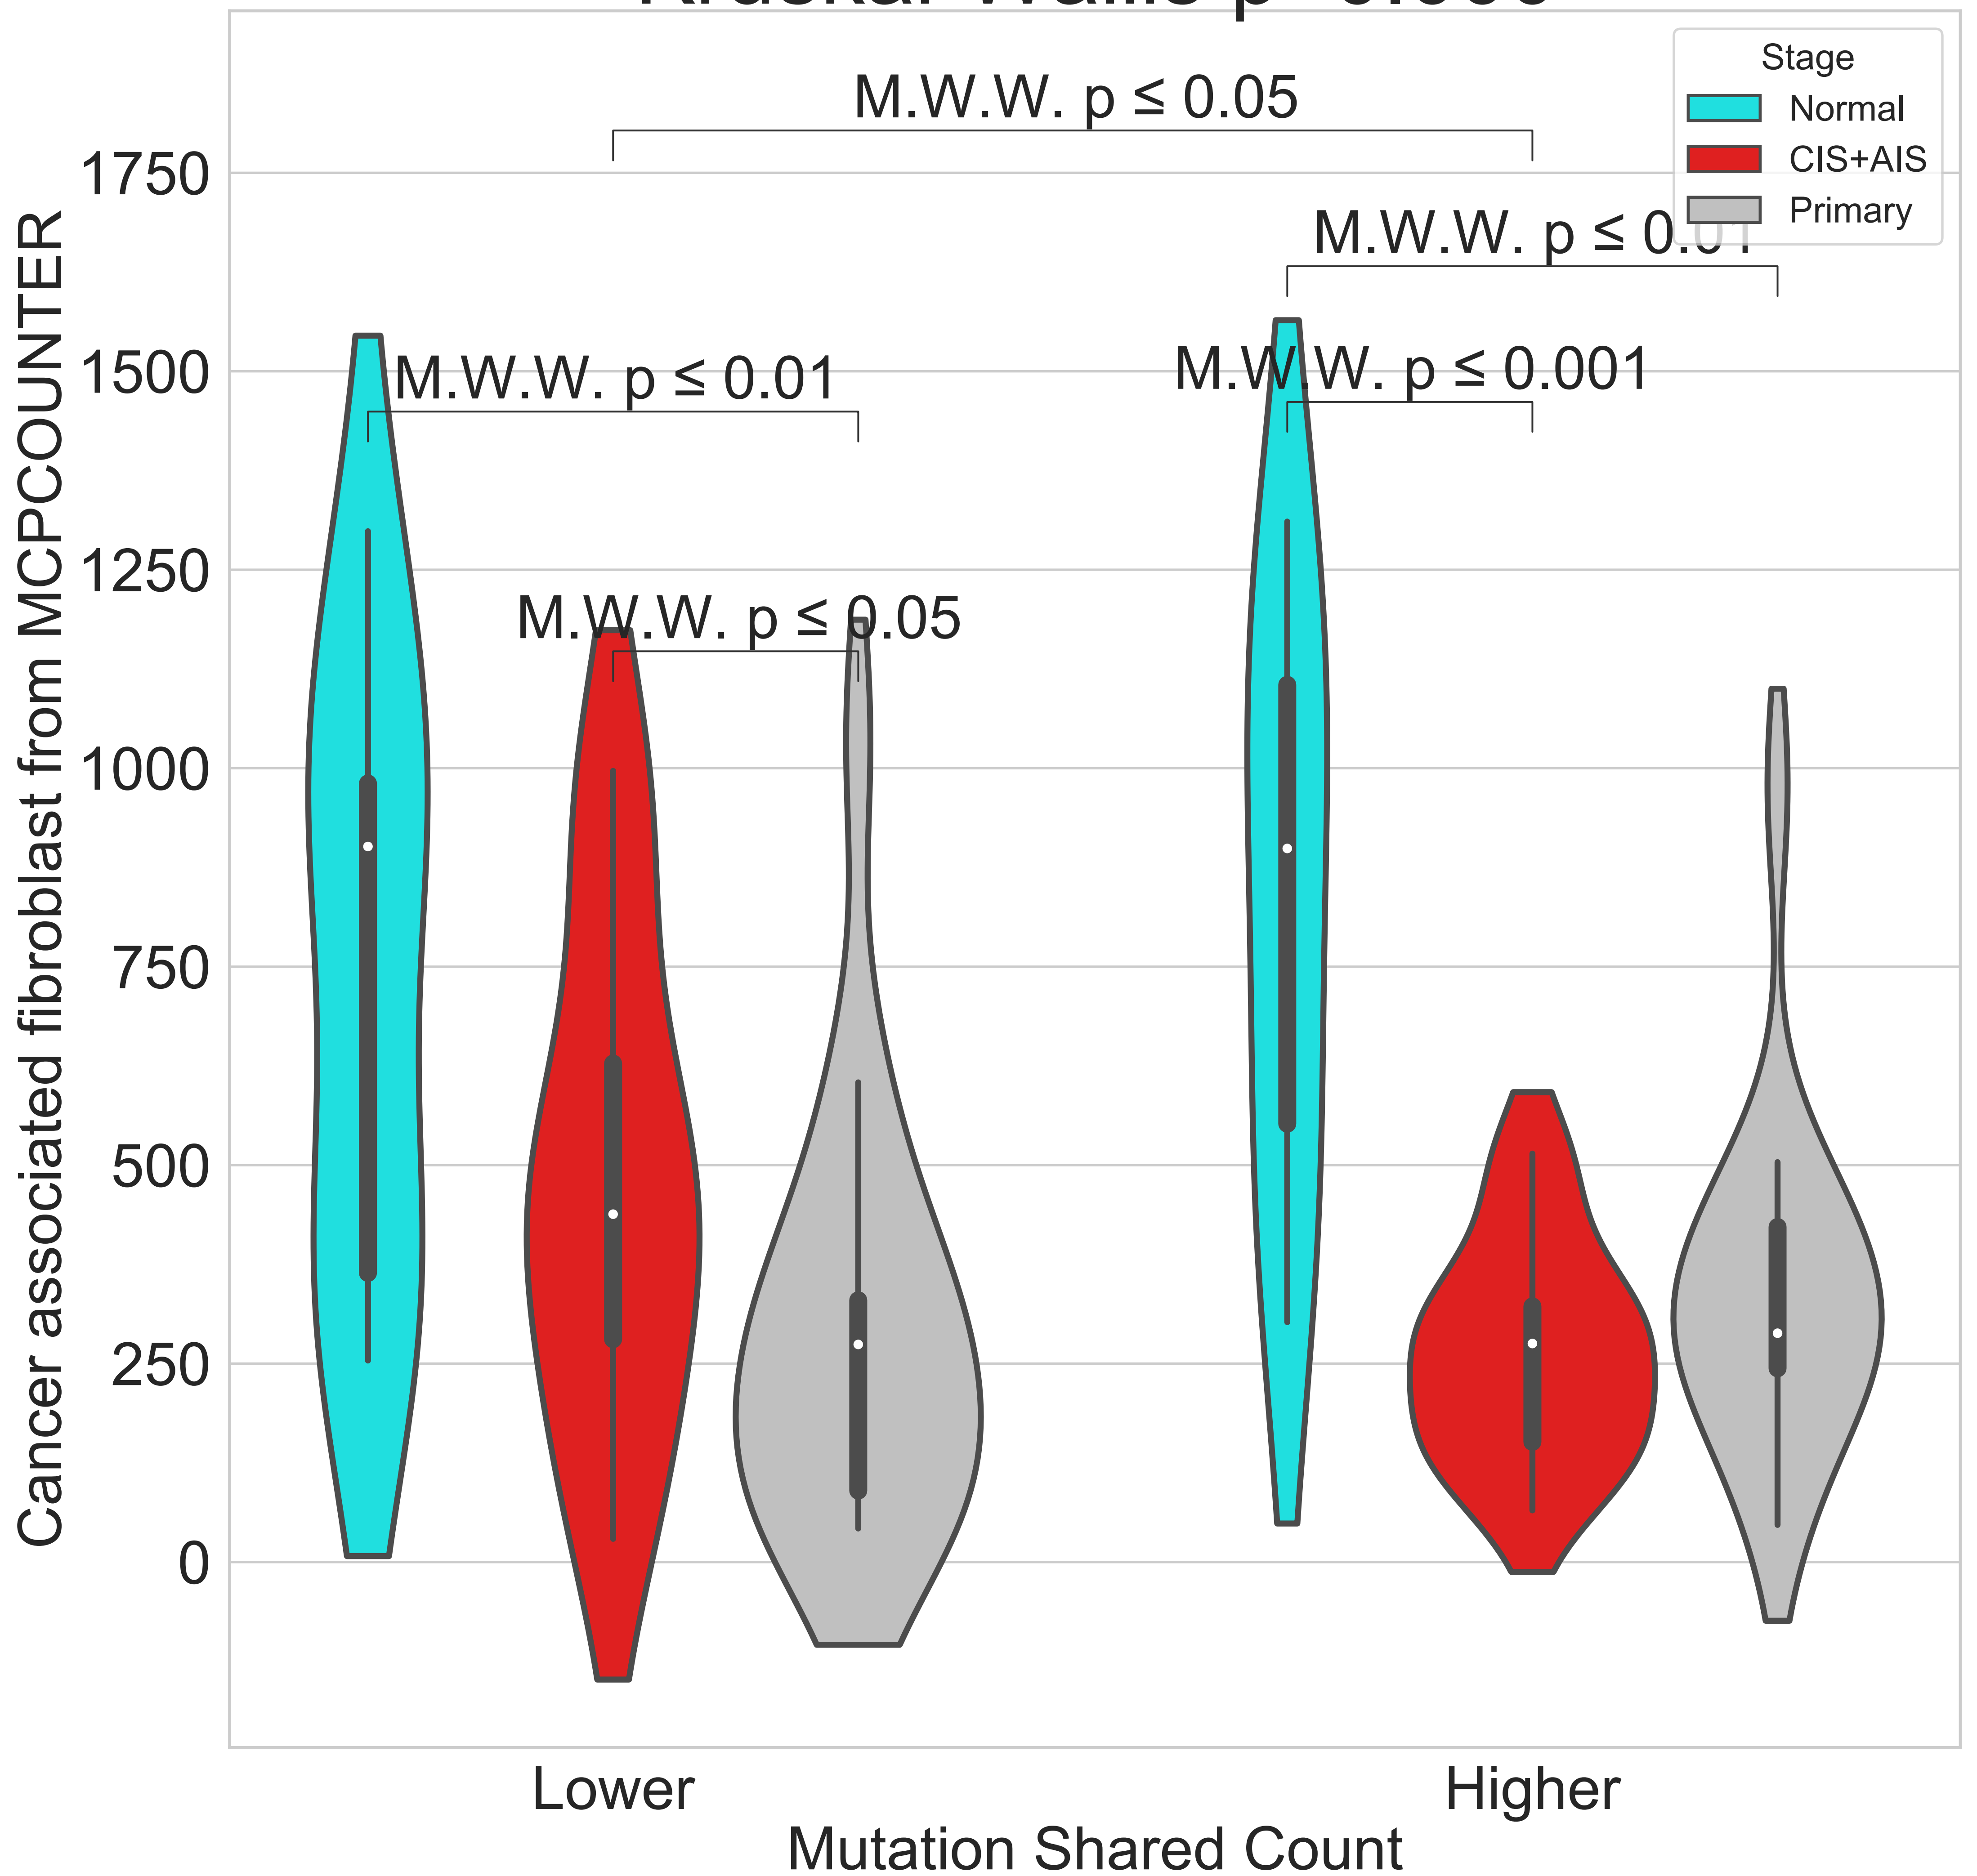 Stage
Normal
CIS+AIS
Primary
M.W.W. p ≤ 0.05
M.W.W. p ≤ 0.01
M.W.W. p ≤ 0.001
M.W.W. p ≤ 0.01
M.W.W. p ≤ 0.05
Cancer associated fibroblast from MCPCOUNTER
1750
1500
1250
1000
750
500
250
0
Lower
Higher
Mutation Shared Count